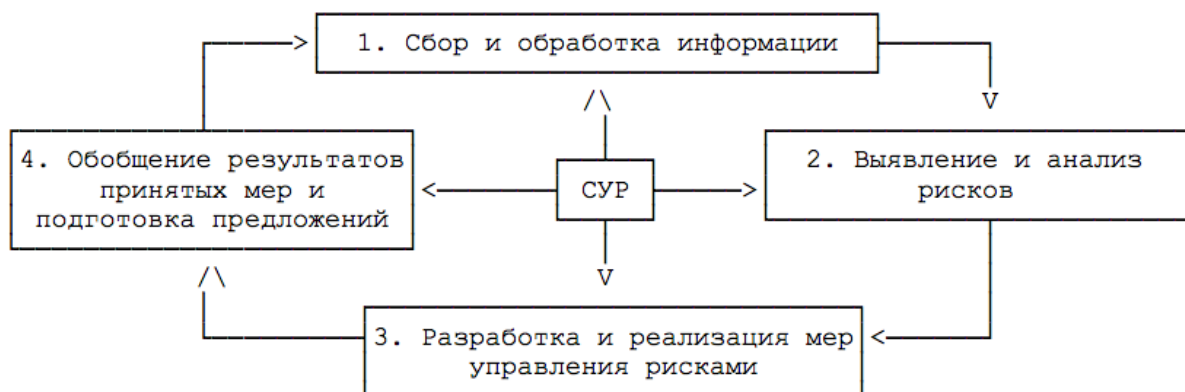 1. Сбор и обработка информации
4. Обобщение результатов
принятых мер и
подготовка предложений
СУР
2. Выявление и анализ
рисков
3. Разработка и реализация мер
управления рисками